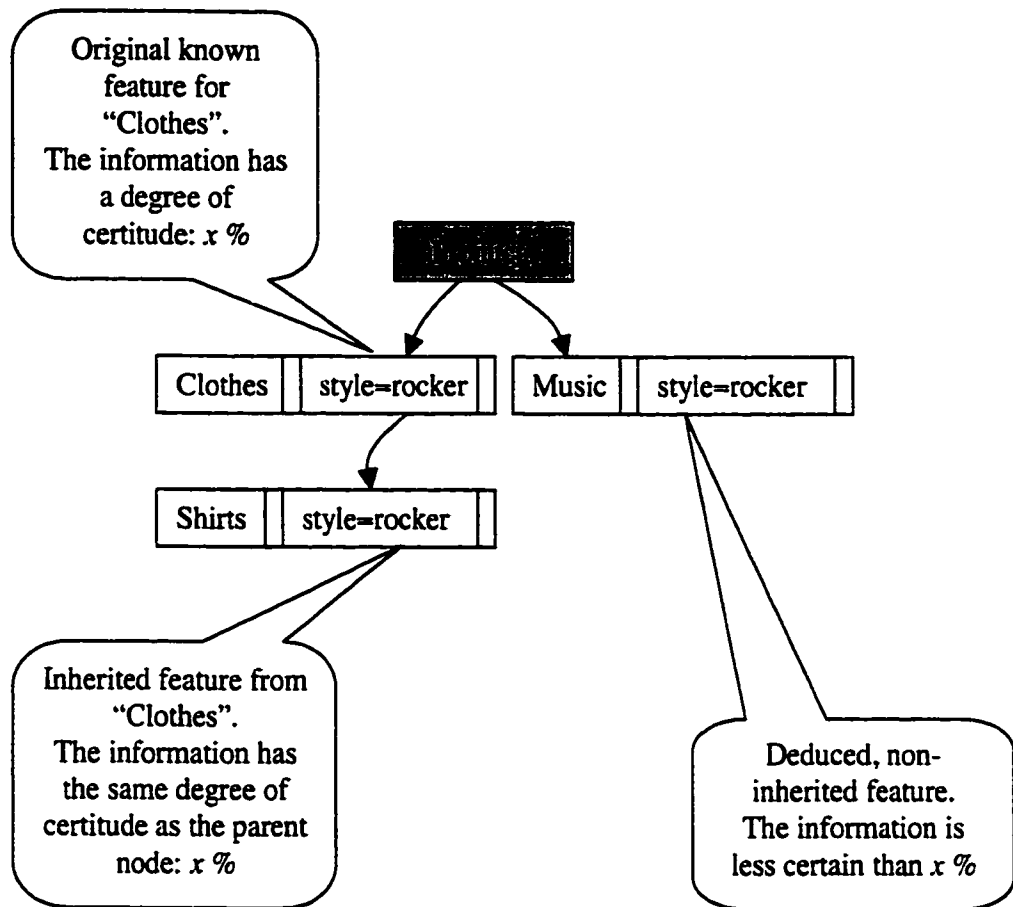 Original known
feature for
“Clothes”.
The information has
a degree of
certitude: x %
Clothes style=rocker Music style=rocker
Shirts style=rocker
Inherited feature from
“Clothes”.
The information has
the same degree of
certitude as the parent
node: x %
Deduced, non-
inherited feature.
The information is
less certain than x %